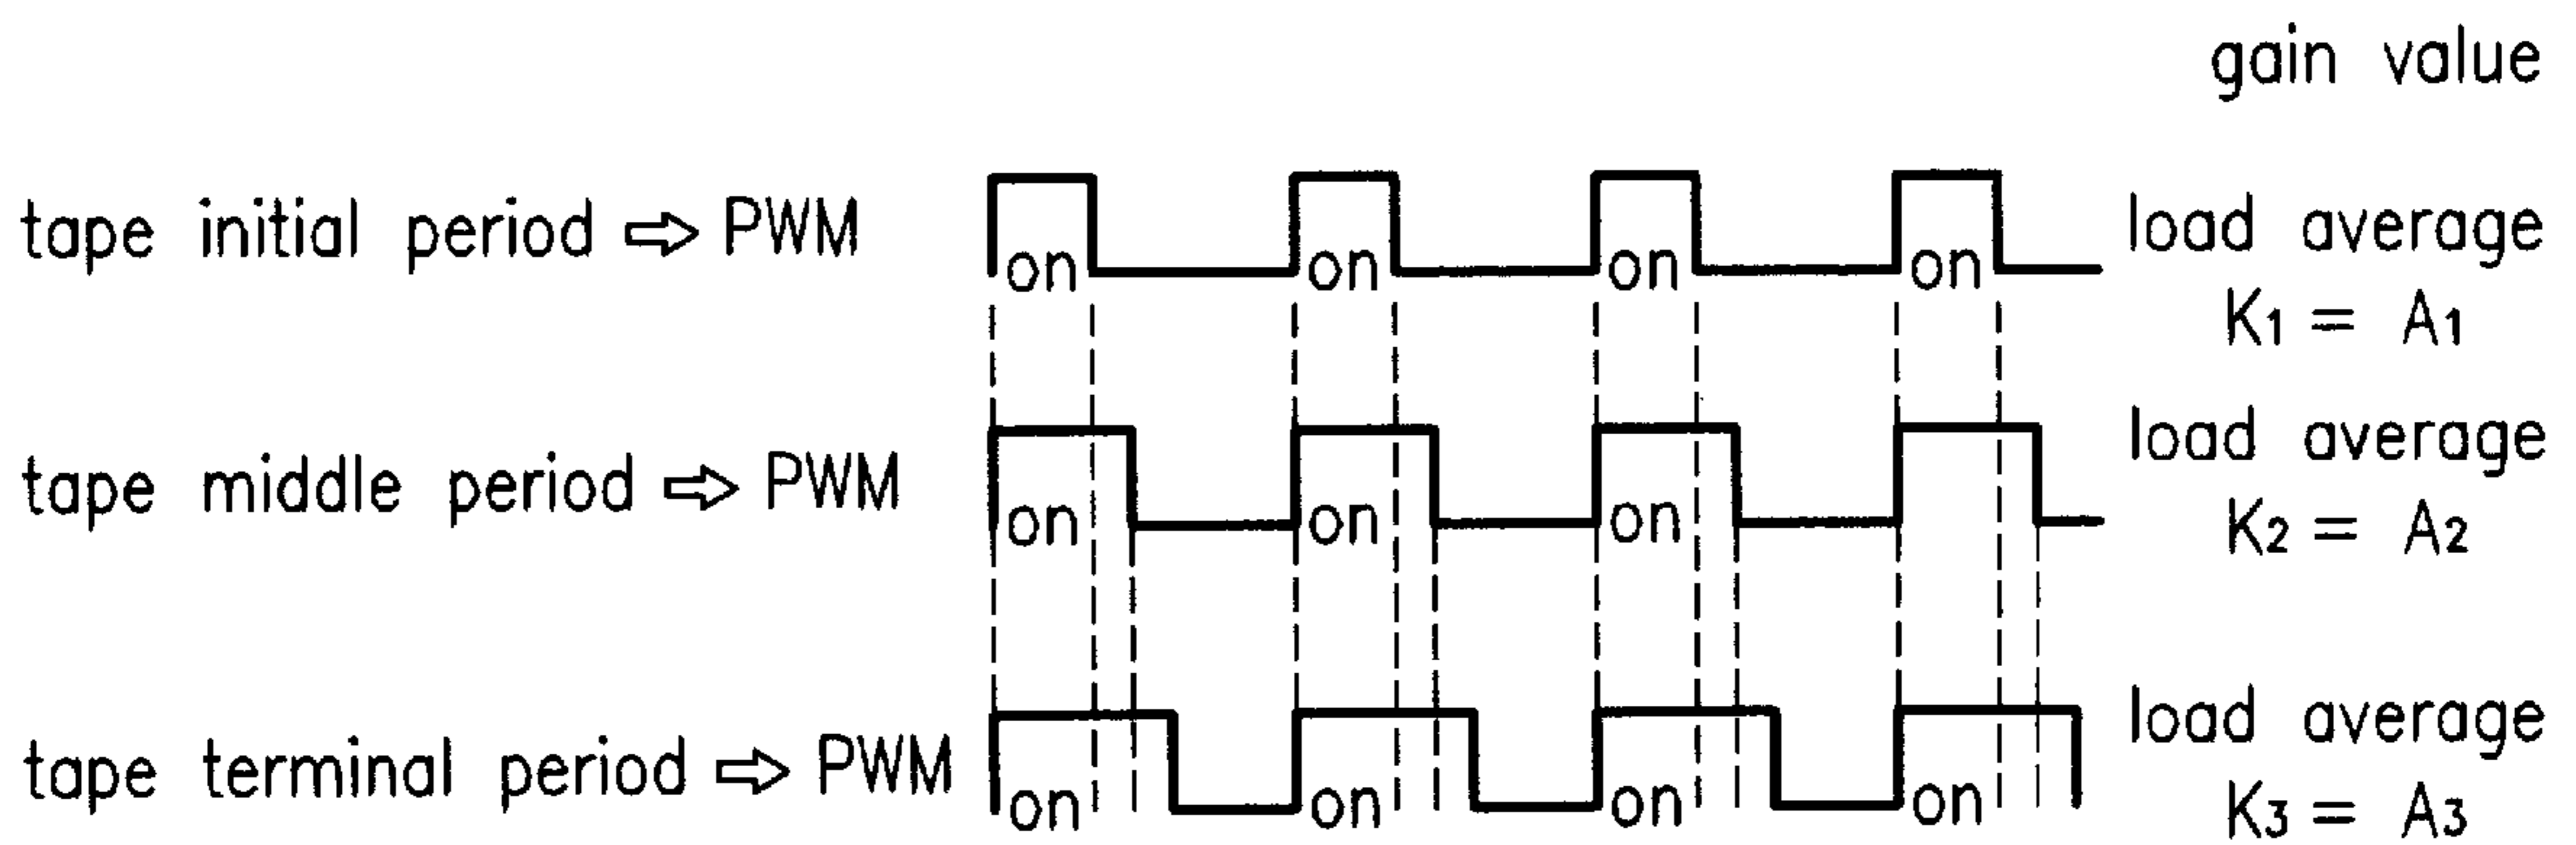 gain value
tape initial period ⇨ PWM on on on on load average
K1 = A1
tape middle period ⇨ PWM on on on load average
K2 = A2
tape terminal period ⇨ PWM on on on on load average
K3 = A3